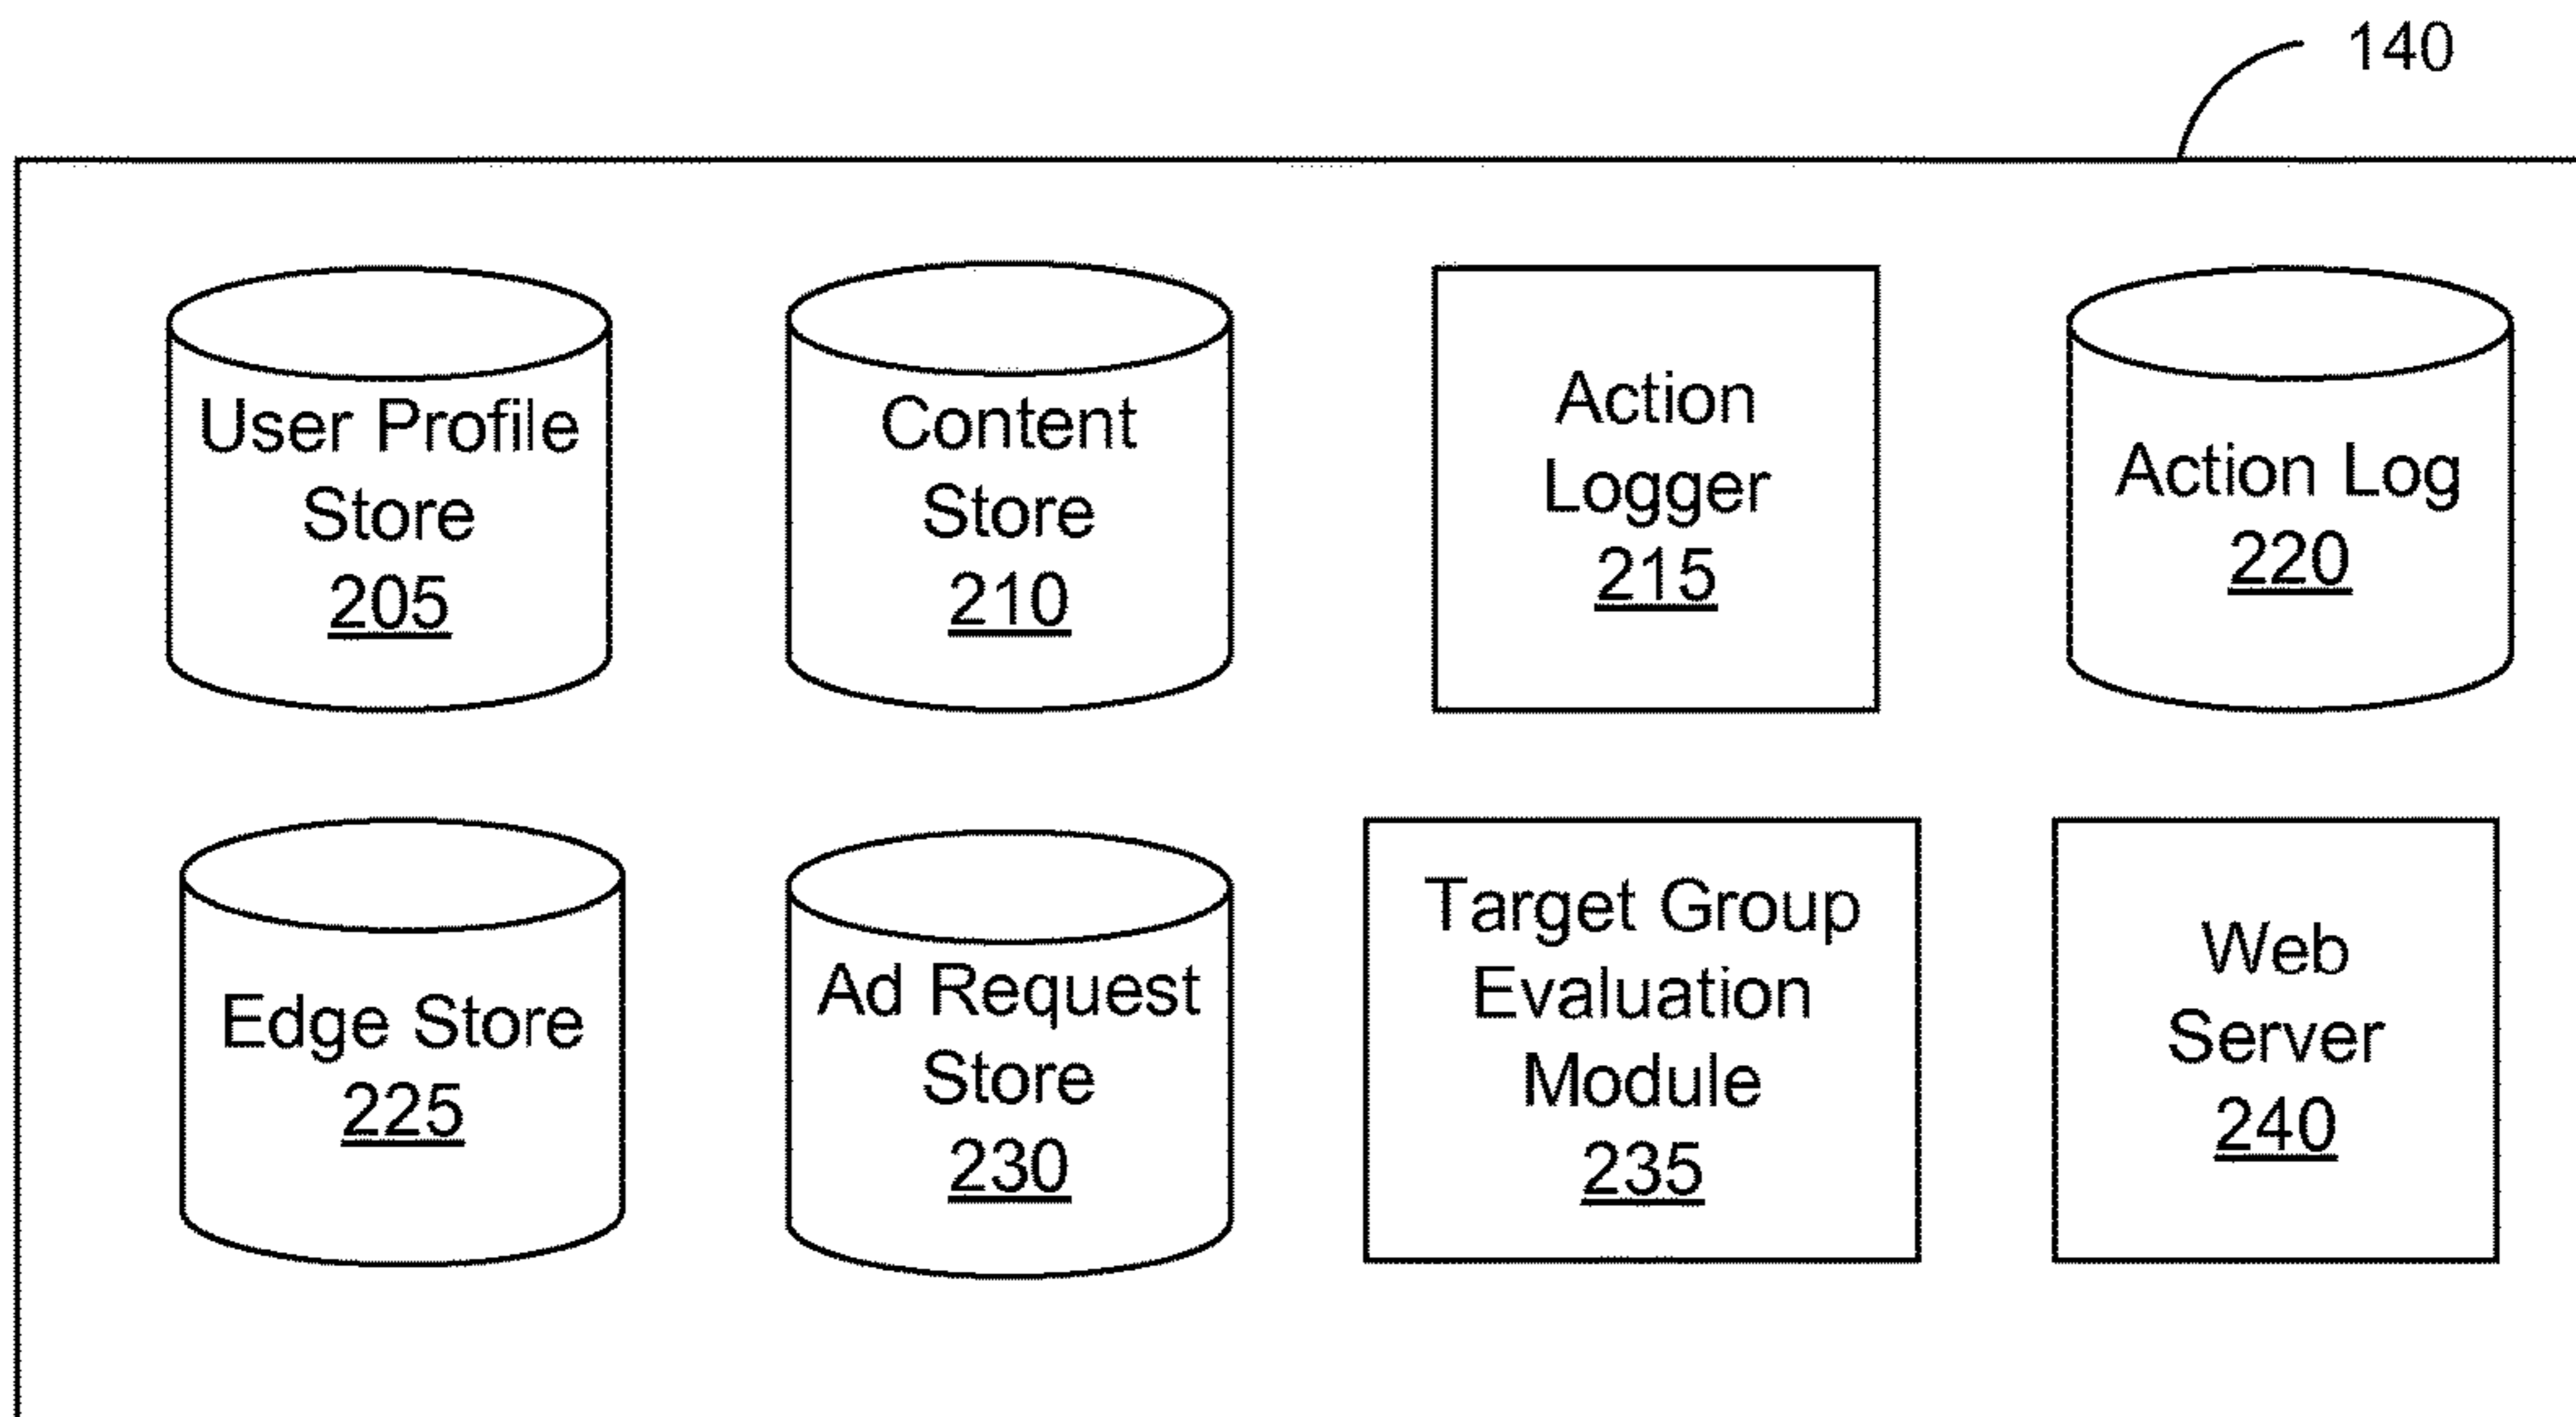 140
User Profile
Store
205
Content
Store
210
Action
Logger
215
Action Log
220
Edge Store
225
Ad Request
Store
230
Target Group
Evaluation
Module
235
Web
Server
240